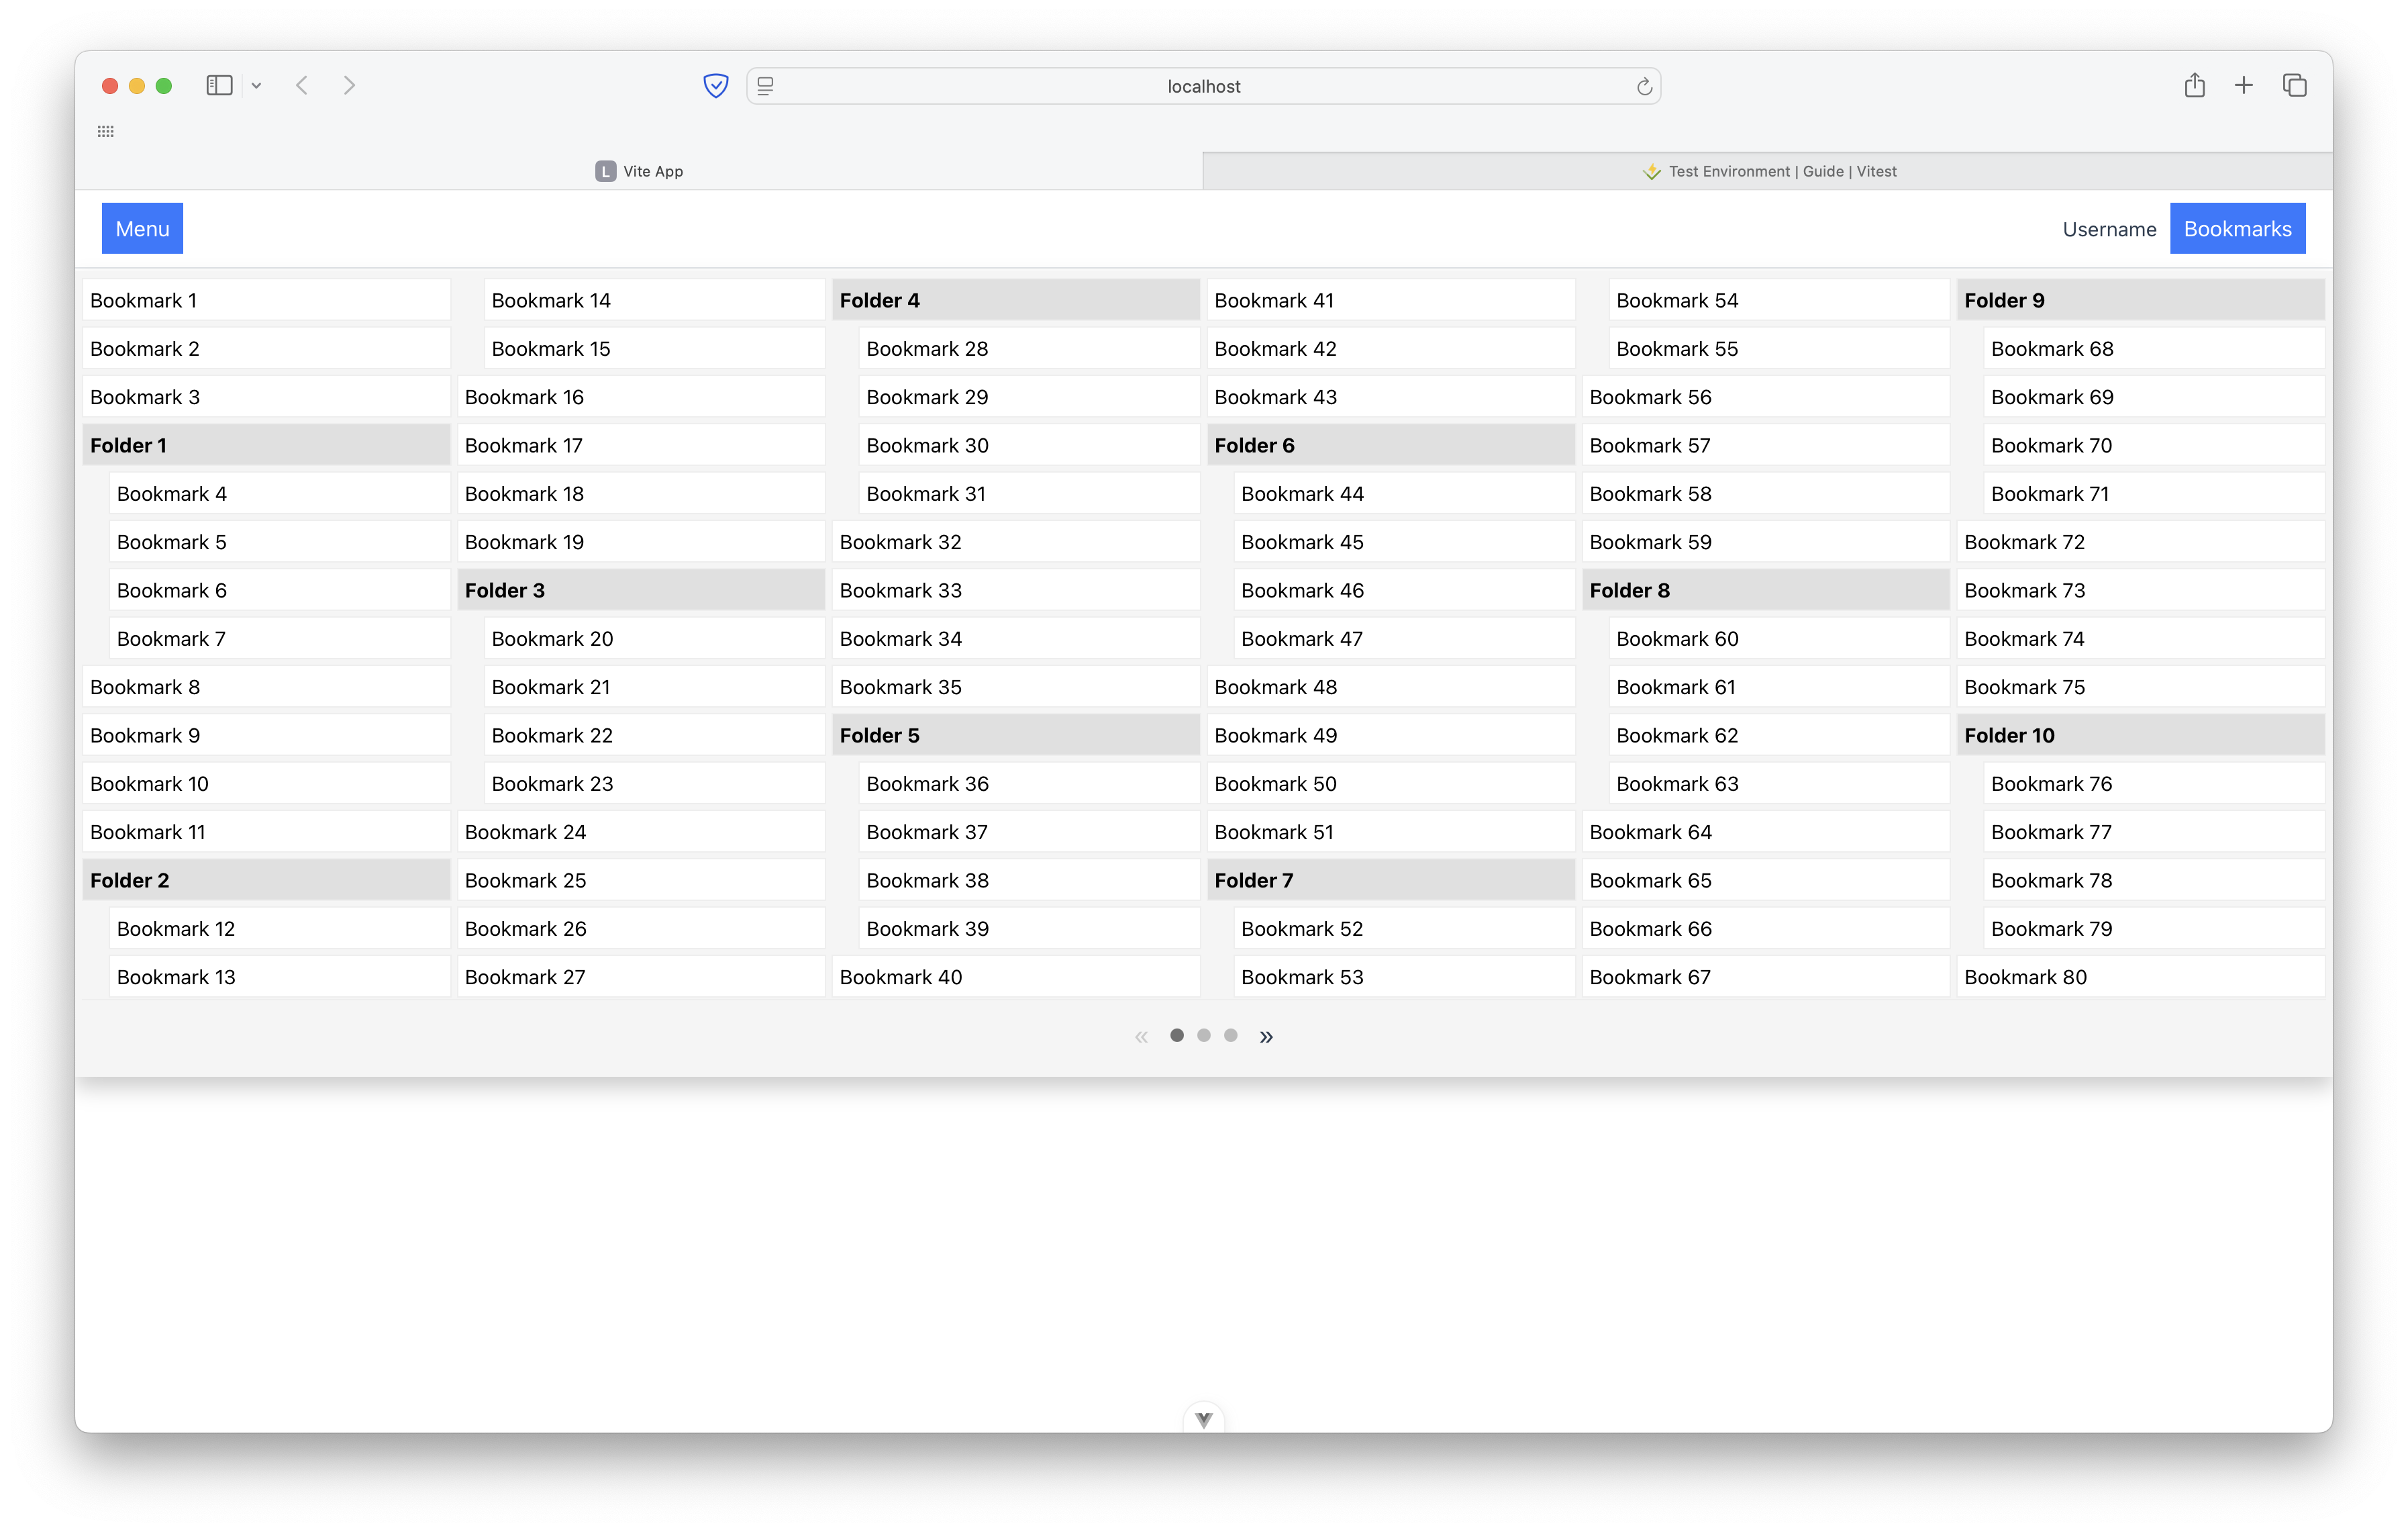 localhost
L Vite App
Test Environment | Guide | Vitest
Menu
Username
Bookmarks
Bookmark 1
Bookmark 2
Bookmark 3
Folder 1
Bookmark 4
Bookmark 5
Bookmark 6
Bookmark 7
Bookmark 8
Bookmark 9
Bookmark 10
Bookmark 11
Folder 2
Bookmark 12
Bookmark 13
Bookmark 14
Bookmark 15
Bookmark 16
Bookmark 17
Bookmark 18
Bookmark 19
Folder 3
Bookmark 20
Bookmark 21
Bookmark 22
Bookmark 23
Bookmark 24
Bookmark 25
Bookmark 26
Bookmark 27
Folder 4
Bookmark 28
Bookmark 29
Bookmark 30
Bookmark 31
Bookmark 32
Bookmark 33
Bookmark 34
Bookmark 35
Folder 5
Bookmark 36
Bookmark 37
Bookmark 38
Bookmark 39
Bookmark 40
Bookmark 41
Bookmark 42
Bookmark 43
Folder 6
Bookmark 44
Bookmark 45
Bookmark 46
Bookmark 47
Bookmark 48
Bookmark 49
Bookmark 50
Bookmark 51
Folder 7
Bookmark 52
Bookmark 53
Bookmark 54
Bookmark 55
Bookmark 56
Bookmark 57
Bookmark 58
Bookmark 59
Folder 8
Bookmark 60
Bookmark 61
Bookmark 62
Bookmark 63
Bookmark 64
Bookmark 65
Bookmark 66
Bookmark 67
Folder 9
Bookmark 68
Bookmark 69
Bookmark 70
Bookmark 71
Bookmark 72
Bookmark 73
Bookmark 74
Bookmark 75
Folder 10
Bookmark 76
Bookmark 77
Bookmark 78
Bookmark 79
Bookmark 80
« »